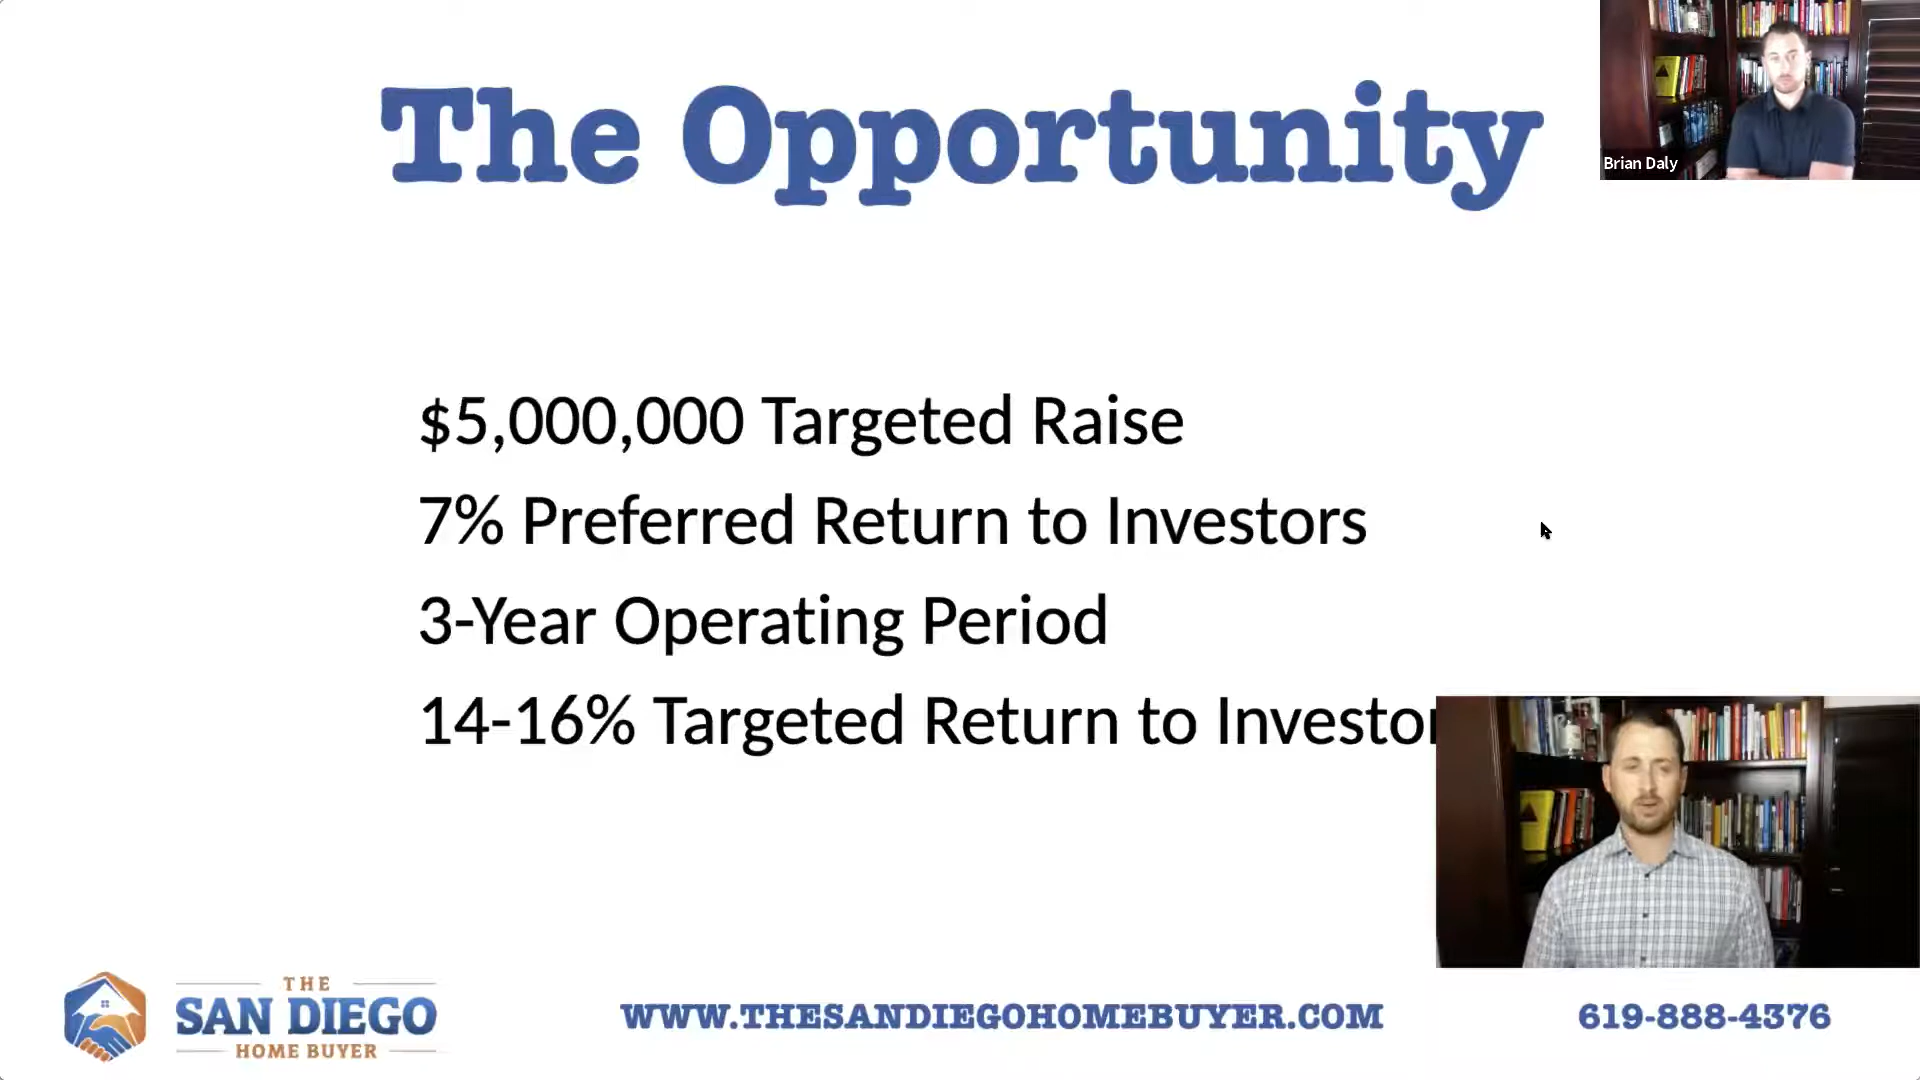 The Opportunity
Brian Daly
$5,000,000 Targeted Raise
7% Preferred Return to Investors
3-Year Operating Period
14-16% Targeted Return to Investor
THE
SAN DIEGO
HOME BUYER
WWW.THESANDIEGOHOMEBUYER.COM
619-888-4376